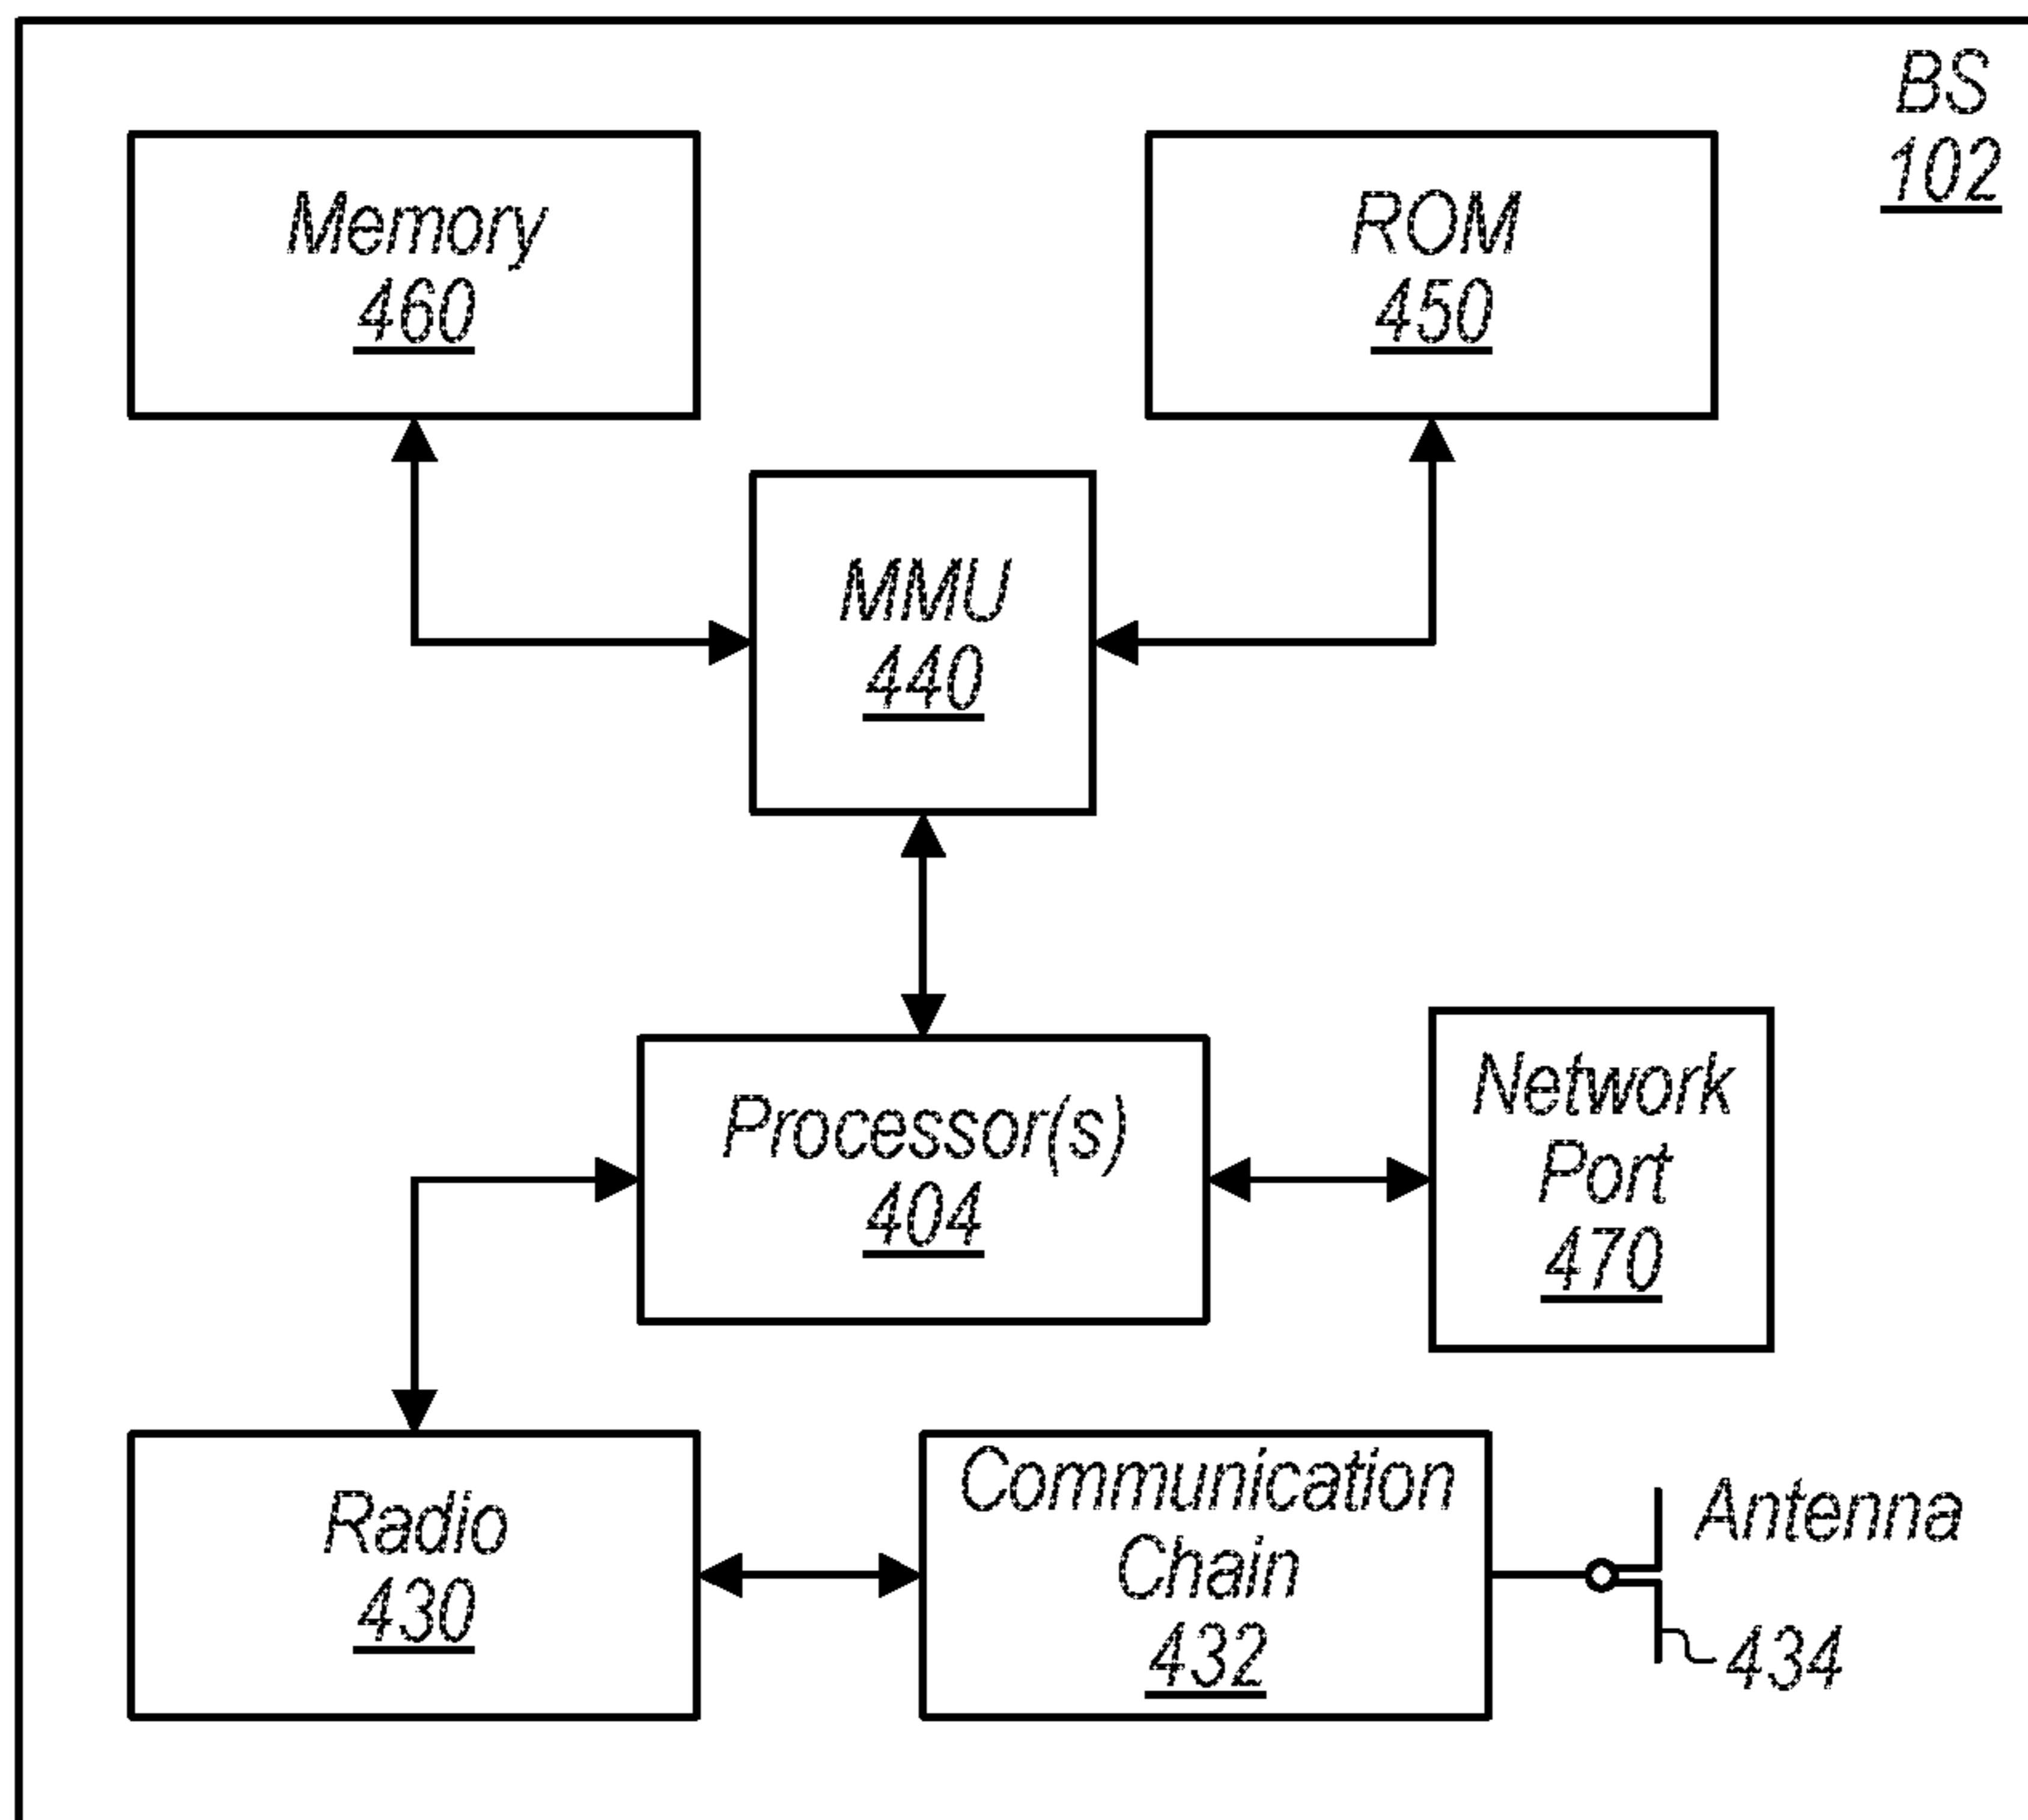 BS
102
Memory
460
ROM
450
MMU
440
Processor(s)
404
Network
Port
470
Radio
430
Communication
Chain
432
Antenna
434